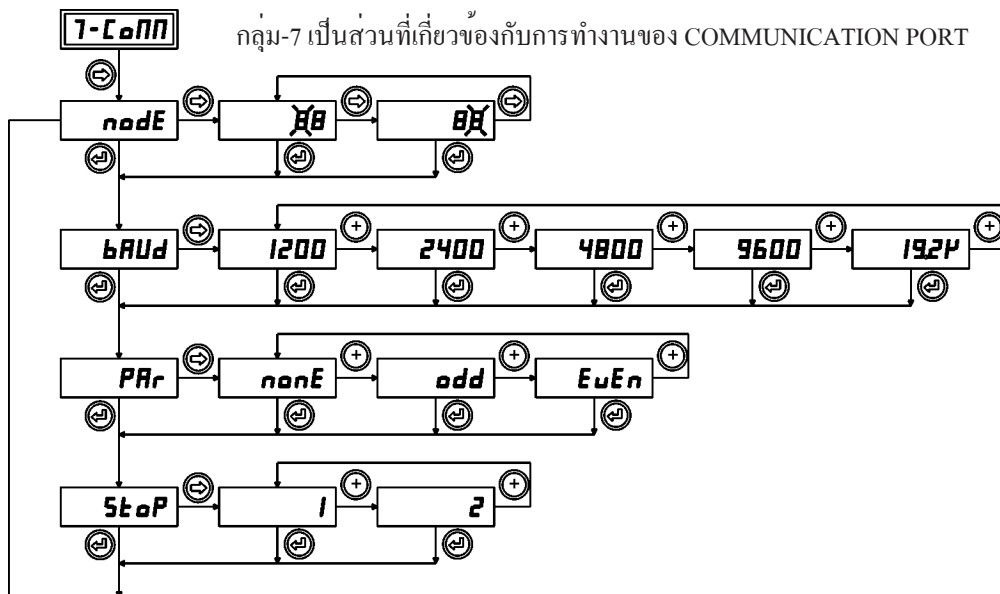 7-CoMM
กลุ่ม-7 เป็นส่วนที่เกี่ยวข้องกับการทำงานของ COMMUNICATION PORT
nodE 88 88
bAUd 1200 2400 4800 9600 19.2K
PAr nonE odd EvEn
StoP 1 2